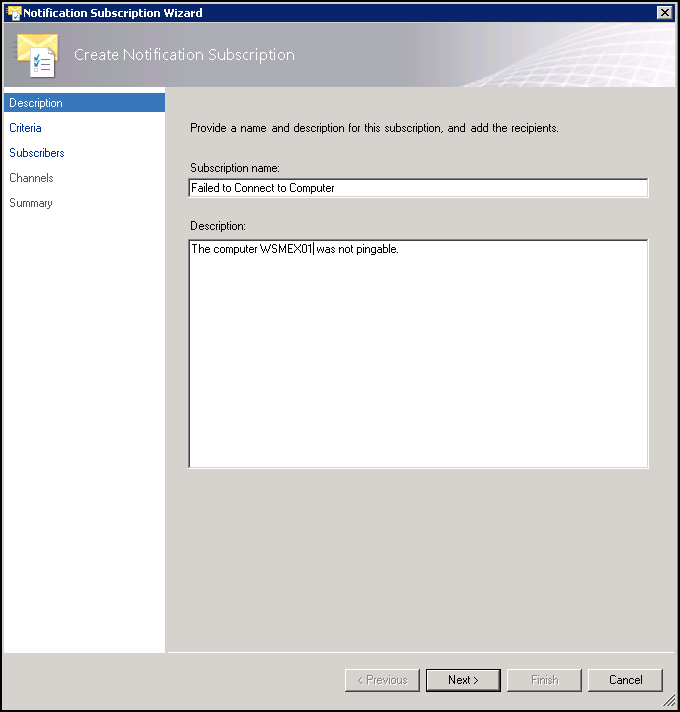 Notification Subscription Wizard
Create Notification Subscription
Description
Criteria
Subscribers
Channels
Summary
Provide a name and description for this subscription, and add the recipients.
Subscription name:
Failed to Connect to Computer
Description:
The computer WSMEX01 was not pingable.
< Previous
Next >
Finish
Cancel